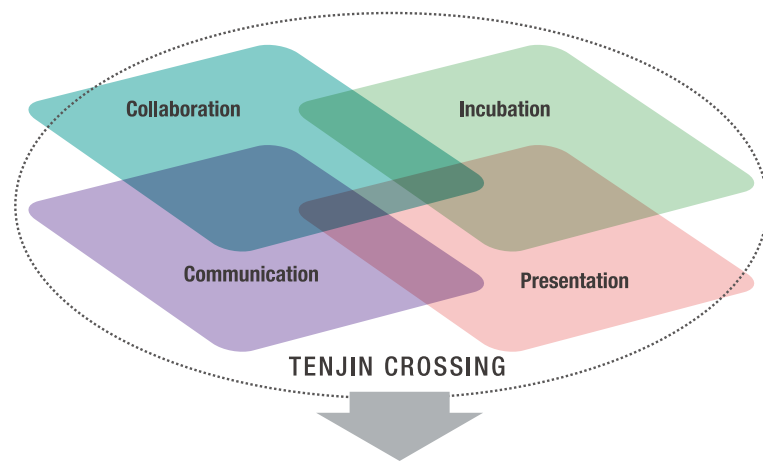 Collaboration
Incubation
Communication
Presentation
TENJIN CROSSING